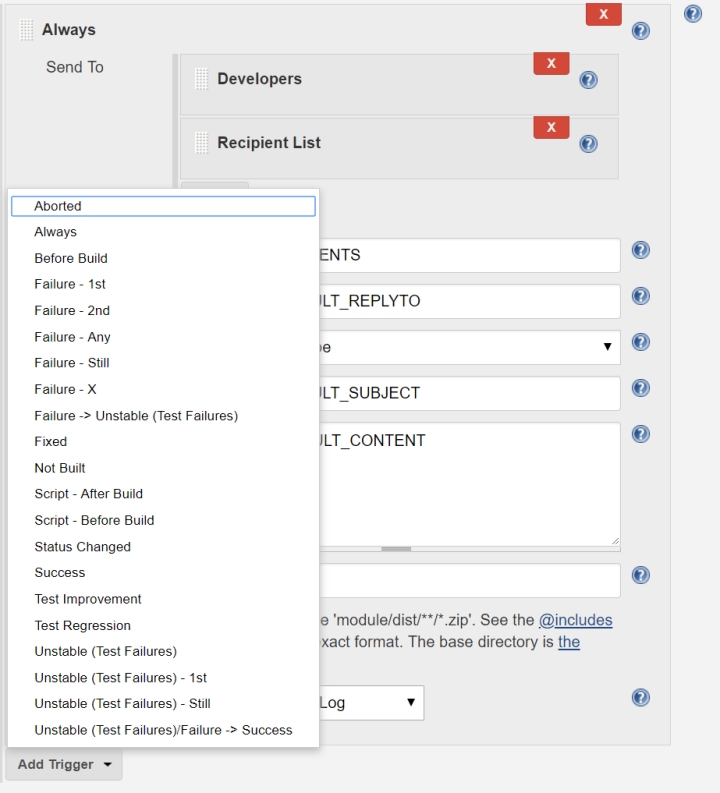 Always
X
Send To
Developers
X
Recipient List
X
Aborted
Always
Before Build
Failure - 1st
Failure - 2nd
Failure - Any
Failure - Still
Failure - X
Failure -> Unstable (Test Failures)
Fixed
Not Built
Script - After Build
Script - Before Build
Status Changed
Success
Test Improvement
Test Regression
Unstable (Test Failures)
Unstable (Test Failures) - 1st
Unstable (Test Failures) - Still
Unstable (Test Failures)/Failure -> Success
ENTS
ULT_REPLYTO
pe
ULT_SUBJECT
ULT_CONTENT
e 'module/dist/**/*.zip'. See the @includes
xact format. The base directory is the
Log
Add Trigger